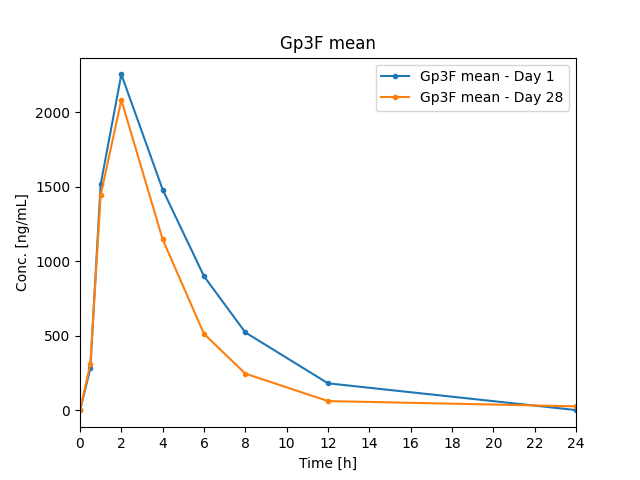 Gp3F mean
Gp3F mean - Day 1
Gp3F mean - Day 28
Conc. [ng/mL]
2000
1500
1000
500
0
0 2 4 6 8 10 12 14 16 18 20 22 24
Time [h]